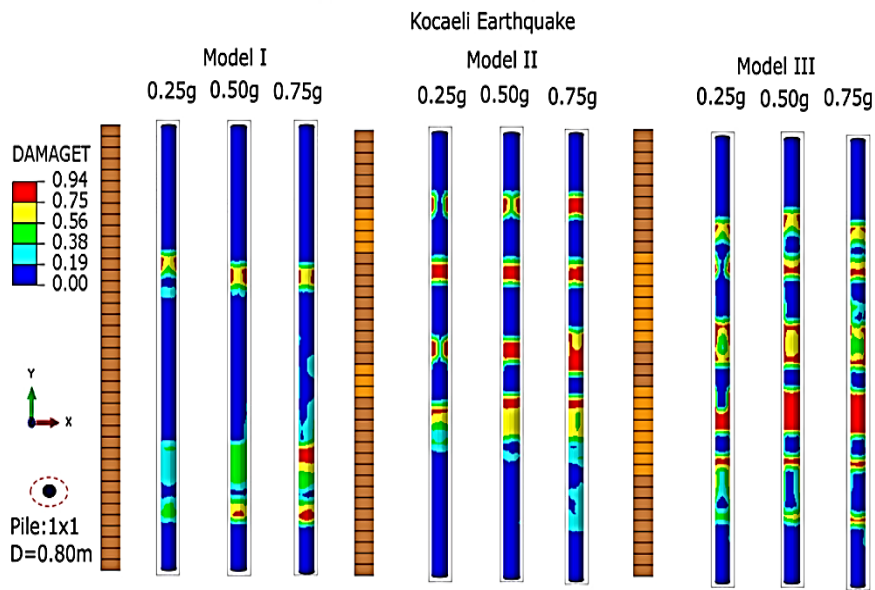 Kocaeli Earthquake
Model I
0.25g 0.50g 0.75g
Model II
0.25g 0.50g 0.75g
Model III
0.25g 0.50g 0.75g
DAMAGET
0.94
0.75
0.56
0.38
0.19
0.00
Y
X
Pile:1x1
D=0.80m